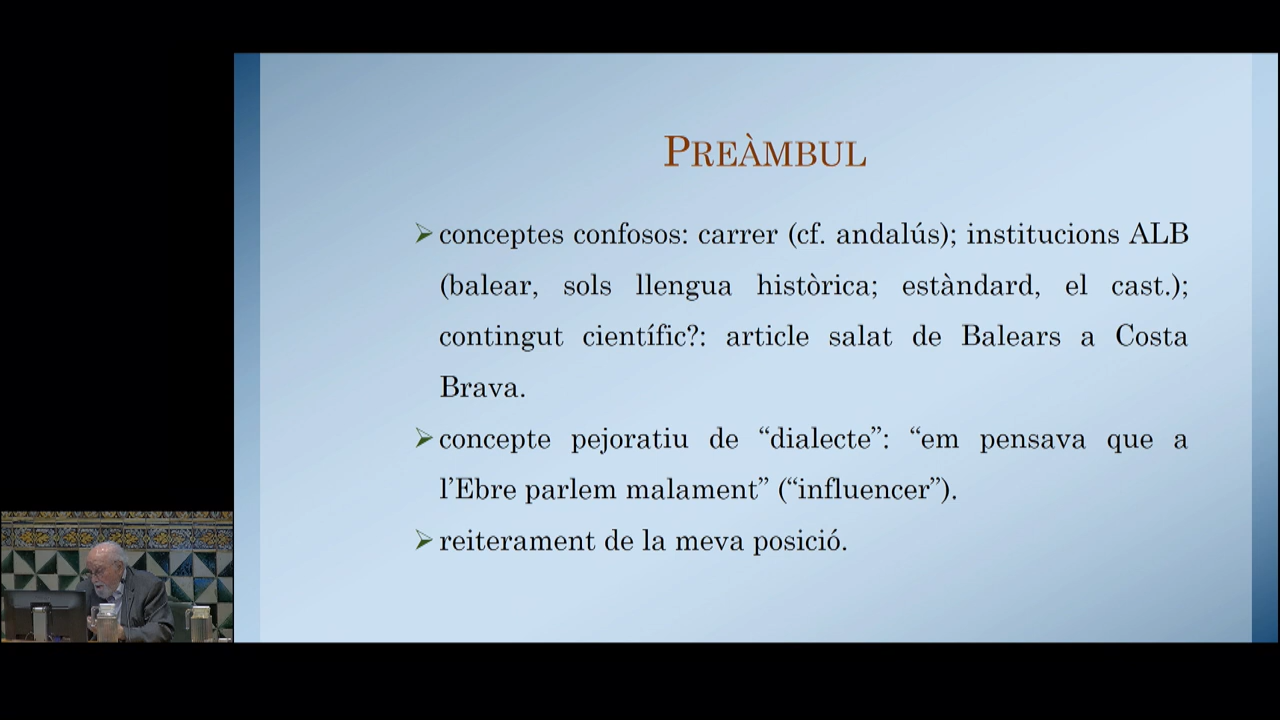 PREÀMBUL
conceptes confosos: carrer (cf. andalús); institucions ALB
(balear, sols llengua històrica; estàndard, el cast.);
contingut científic?: article salat de Balears a Costa
Brava.
concepte pejoratiu de “dialecte”: “em pensava que a
l’Ebre parlem malament” (“influencer”).
reiterament de la meva posició.